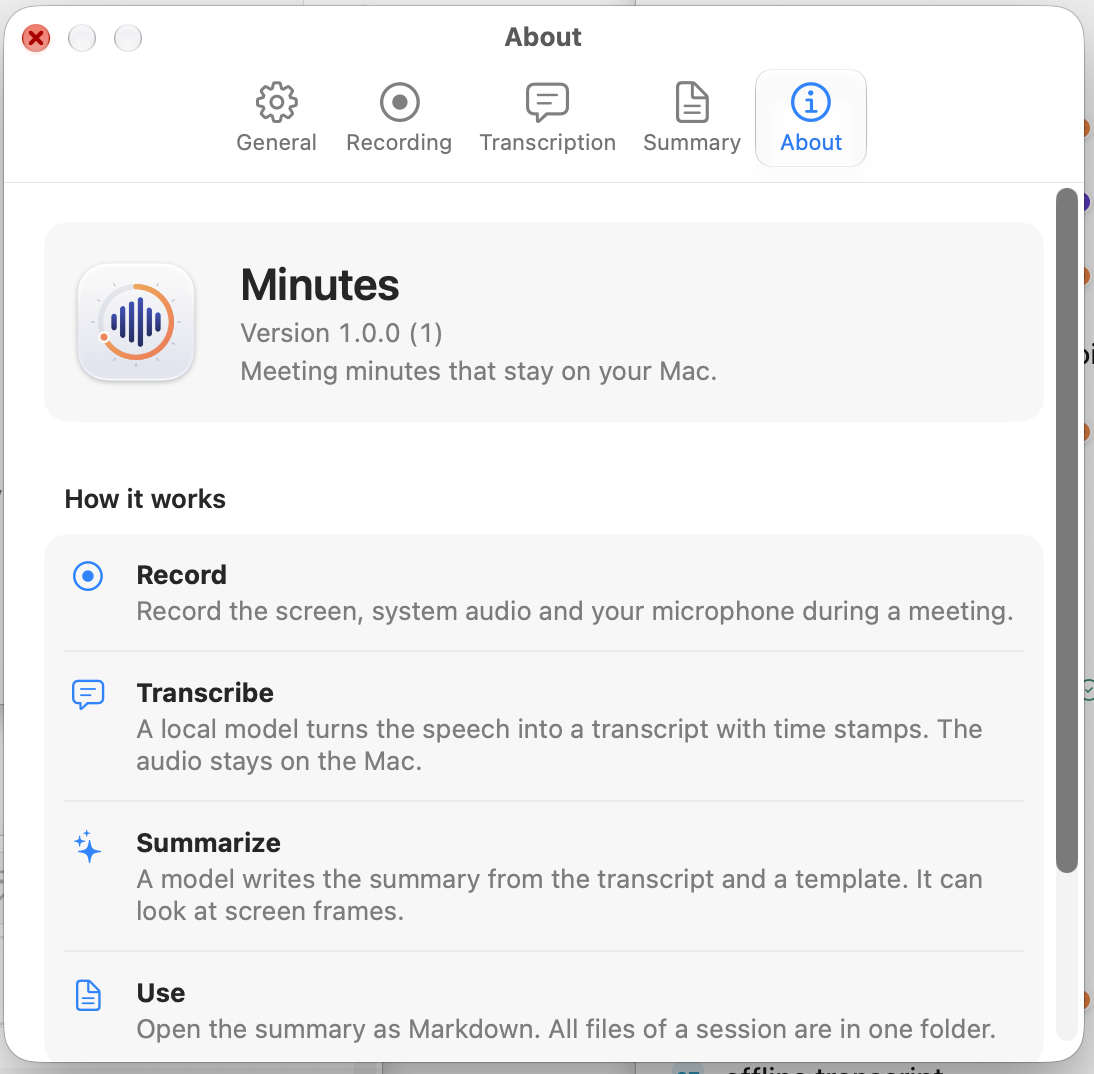 About
General
Recording
Transcription
Summary
About
Minutes
Version 1.0.0 (1)
Meeting minutes that stay on your Mac.
How it works
Record
Record the screen, system audio and your microphone during a meeting.
Transcribe
A local model turns the speech into a transcript with time stamps. The
audio stays on the Mac.
Summarize
A model writes the summary from the transcript and a template. It can
look at screen frames.
Use
Open the summary as Markdown. All files of a session are in one folder.
offline transcript